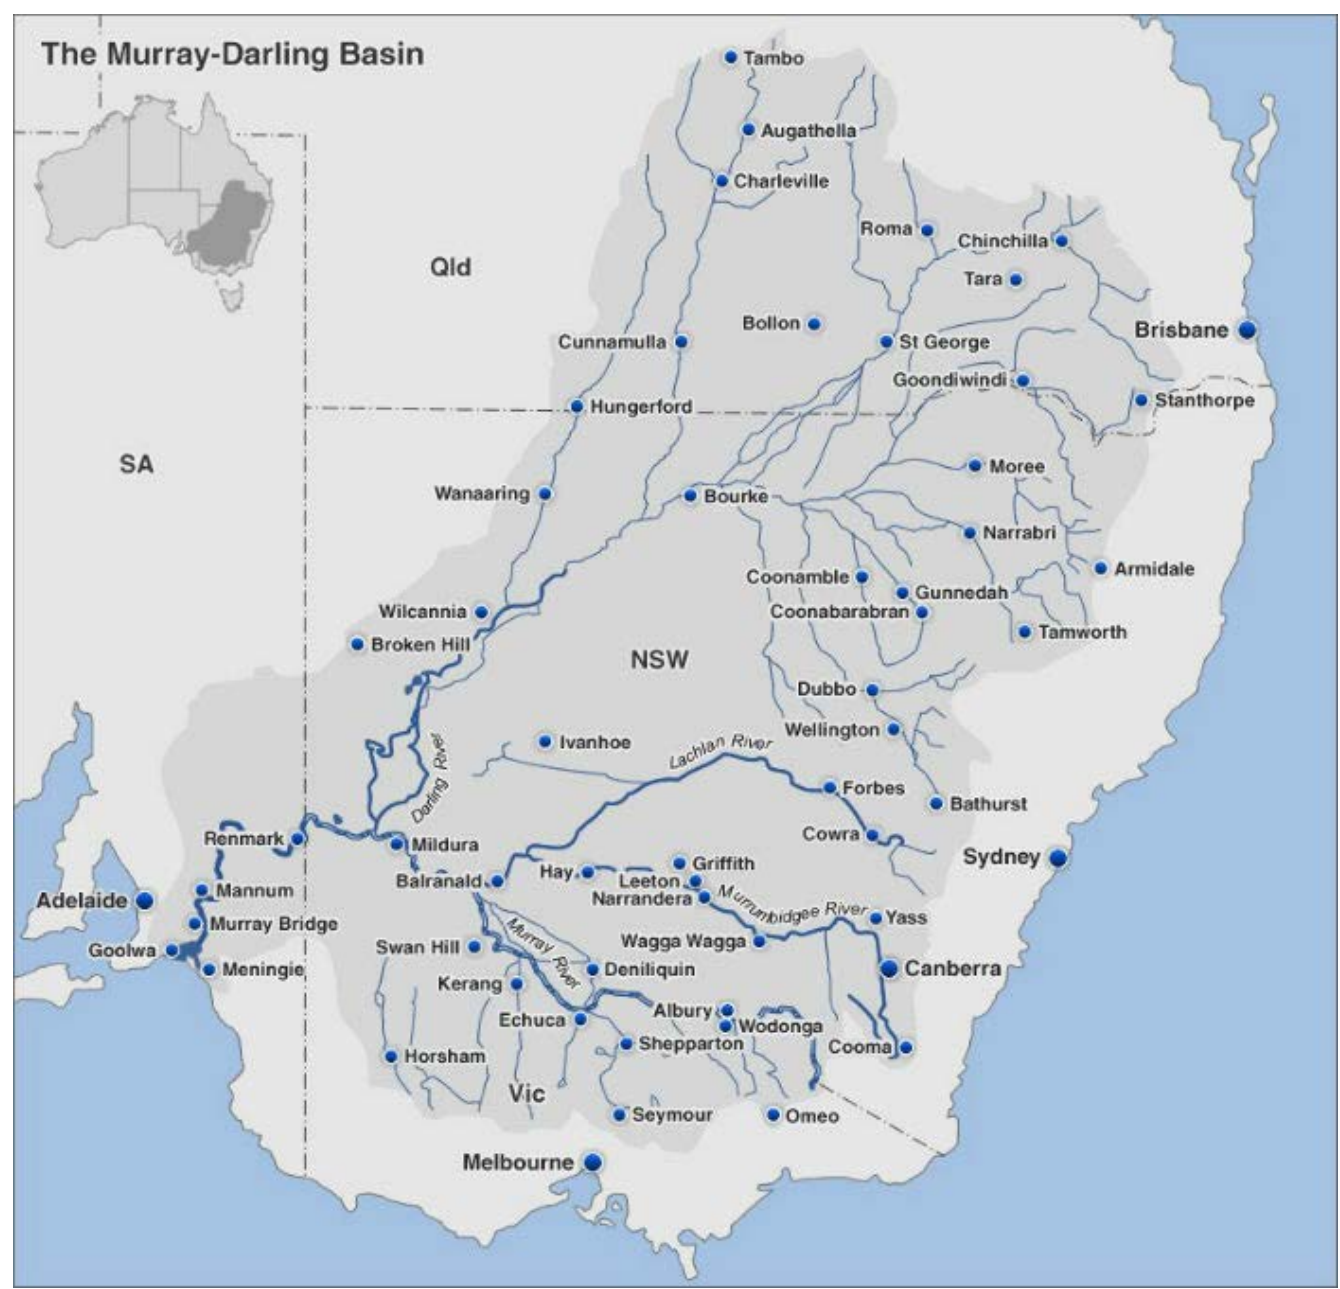 The Murray-Darling Basin
Tambo
Augathella
Charleville
Roma
Chinchilla
Qld
Tara
Bollon
Brisbane
Cunnamulla
St George
Goondiwindi
Stanthorpe
Hungerford
SA
Moree
Wanaaring
Bourke
Narrabri
Armidale
Coonamble
Gunnedah
Wilcannia
Coonabarabran
Tamworth
Broken Hill
NSW
Dubbo
Wellington
Ivanhoe
Lachlan River
Darling River
Forbes
Bathurst
Cowra
Renmark
Mildura
Sydney
Griffith
Hay
Balranald
Leeton
Mannum
Narrandera
Adelaide
Murrumbidgee River
Yass
Murray Bridge
Murray River
Wagga Wagga
Swan Hill
Goolwa
Meningie
Deniliquin
Canberra
Kerang
Albury
Echuca
Wodonga
Shepparton
Cooma
Horsham
Vic
Seymour
Omeo
Melbourne